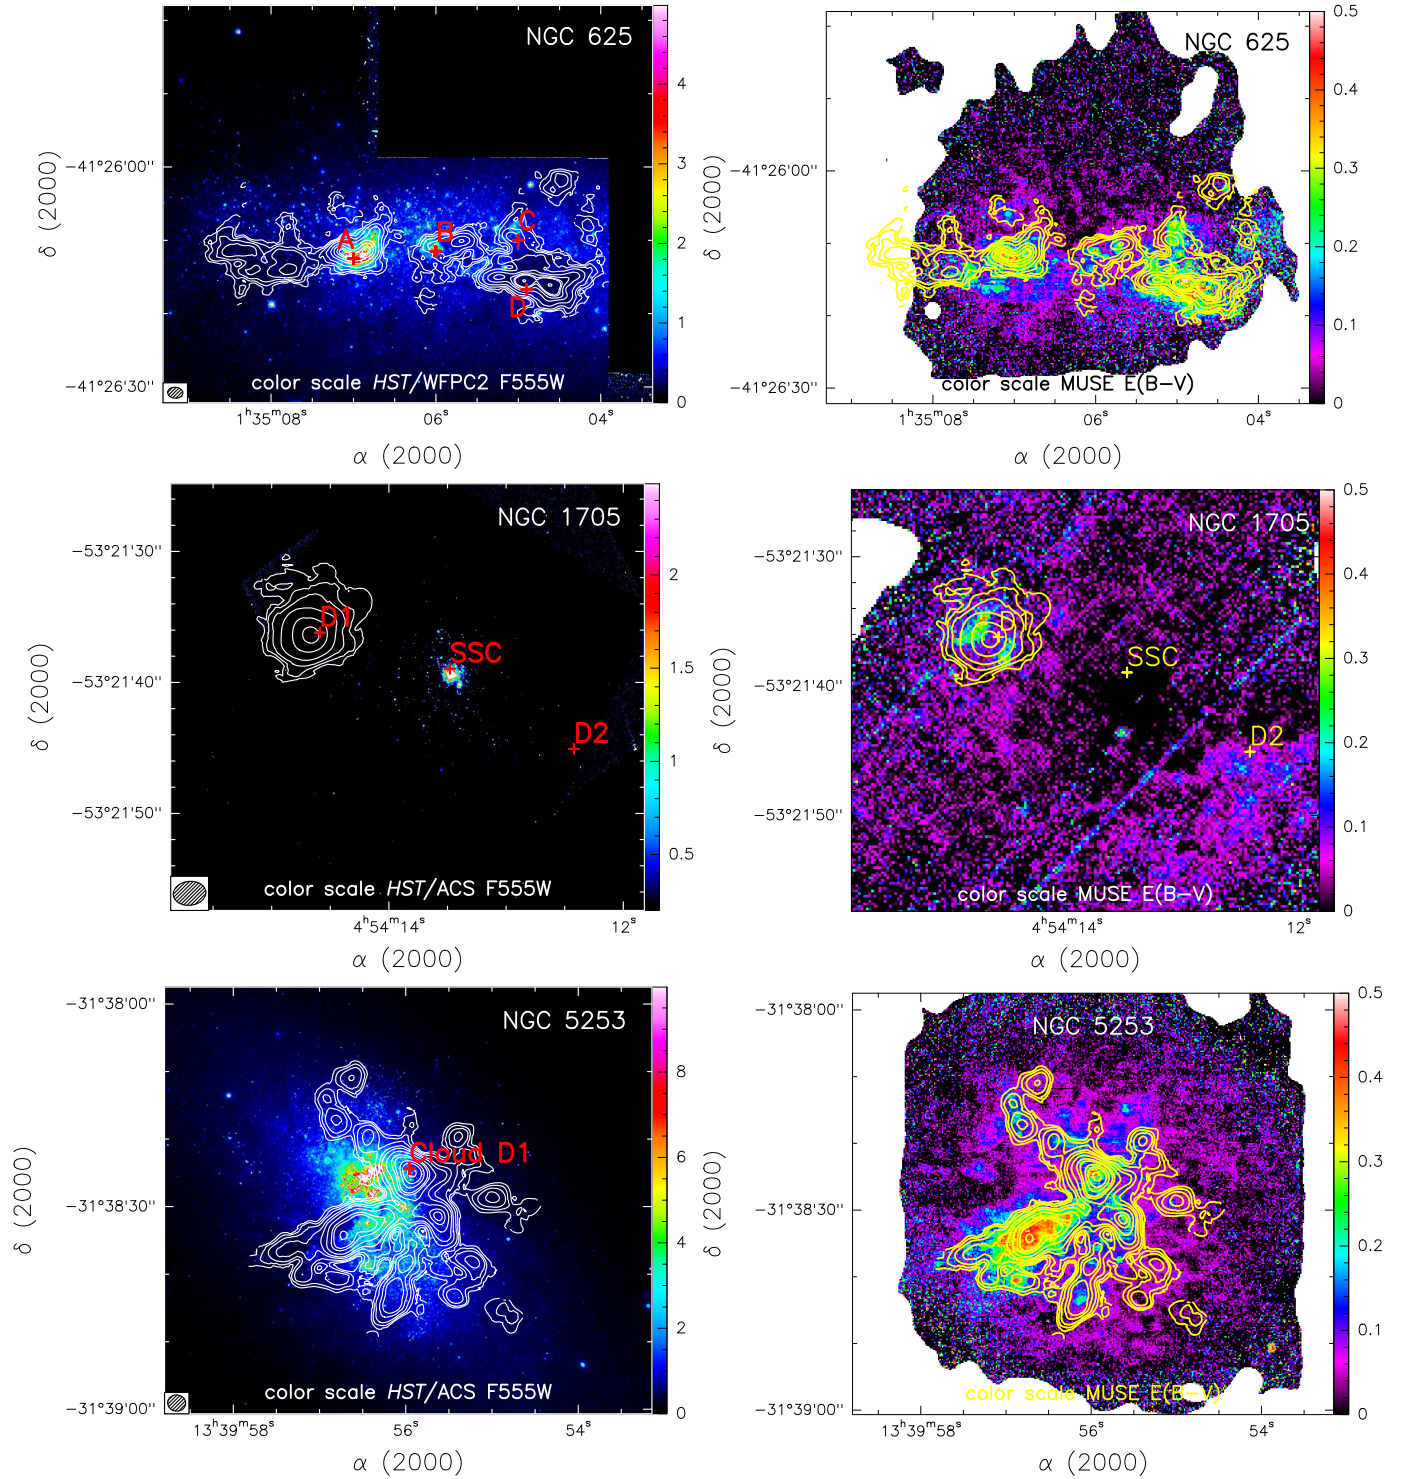 NGC 625
δ (2000)
−41°26'00''
−41°26'30''
A
B
C
D
color scale HST/WFPC2 F555W
4
3
2
1
0
1ʰ35ᵐ08ˢ
06ˢ
04ˢ
α (2000)
NGC 625
δ (2000)
−41°26'00''
−41°26'30''
color scale MUSE E(B−V)
0.5
0.4
0.3
0.2
0.1
0
1ʰ35ᵐ08ˢ
06ˢ
04ˢ
α (2000)
NGC 1705
δ (2000)
−53°21'30''
−53°21'40''
−53°21'50''
D1
SSC
D2
color scale HST/ACS F555W
2
1.5
1
0.5
4ʰ54ᵐ14ˢ
12ˢ
α (2000)
NGC 1705
δ (2000)
−53°21'30''
−53°21'40''
−53°21'50''
SSC
D2
color scale MUSE E(B−V)
0.5
0.4
0.3
0.2
0.1
0
4ʰ54ᵐ14ˢ
12ˢ
α (2000)
NGC 5253
δ (2000)
−31°38'00''
−31°38'30''
−31°39'00''
Cloud D1
color scale HST/ACS F555W
8
6
4
2
0
13ʰ39ᵐ58ˢ
56ˢ
54ˢ
α (2000)
NGC 5253
δ (2000)
−31°38'00''
−31°38'30''
−31°39'00''
color scale MUSE E(B−V)
0.5
0.4
0.3
0.2
0.1
0
13ʰ39ᵐ58ˢ
56ˢ
54ˢ
α (2000)